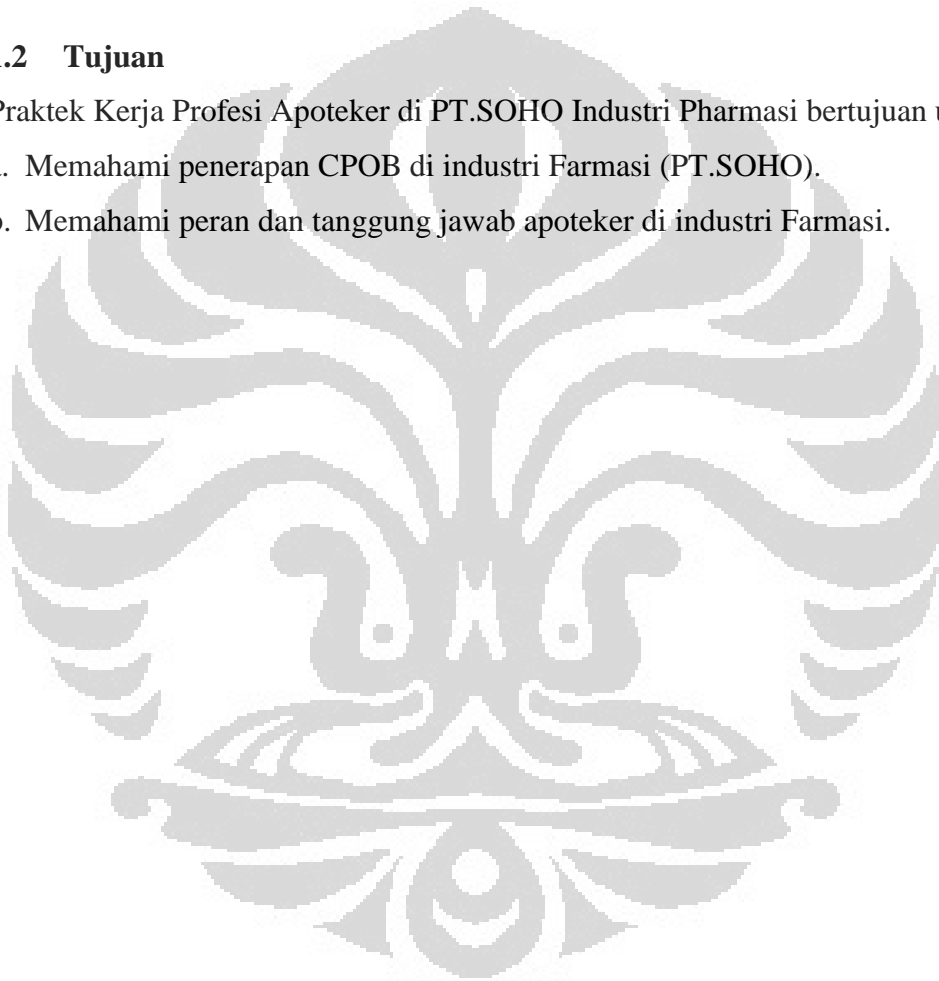 .2 Tujuan
Praktek Kerja Profesi Apoteker di PT.SOHO Industri Pharmasi bertujuan
. Memahami penerapan CPOB di industri Farmasi (PT.SOHO).
. Memahami peran dan tanggung jawab apoteker di industri Farmasi.